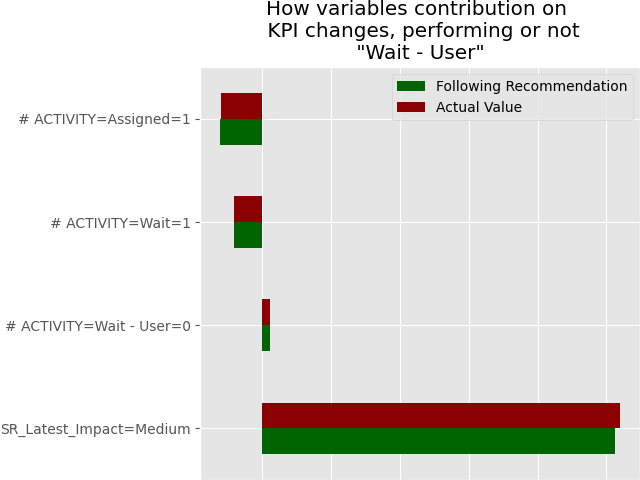 How variables contribution on
KPI changes, performing or not
"Wait - User"
Following Recommendation
Actual Value
# ACTIVITY=Assigned=1
# ACTIVITY=Wait=1
# ACTIVITY=Wait - User=0
SR_Latest_Impact=Medium